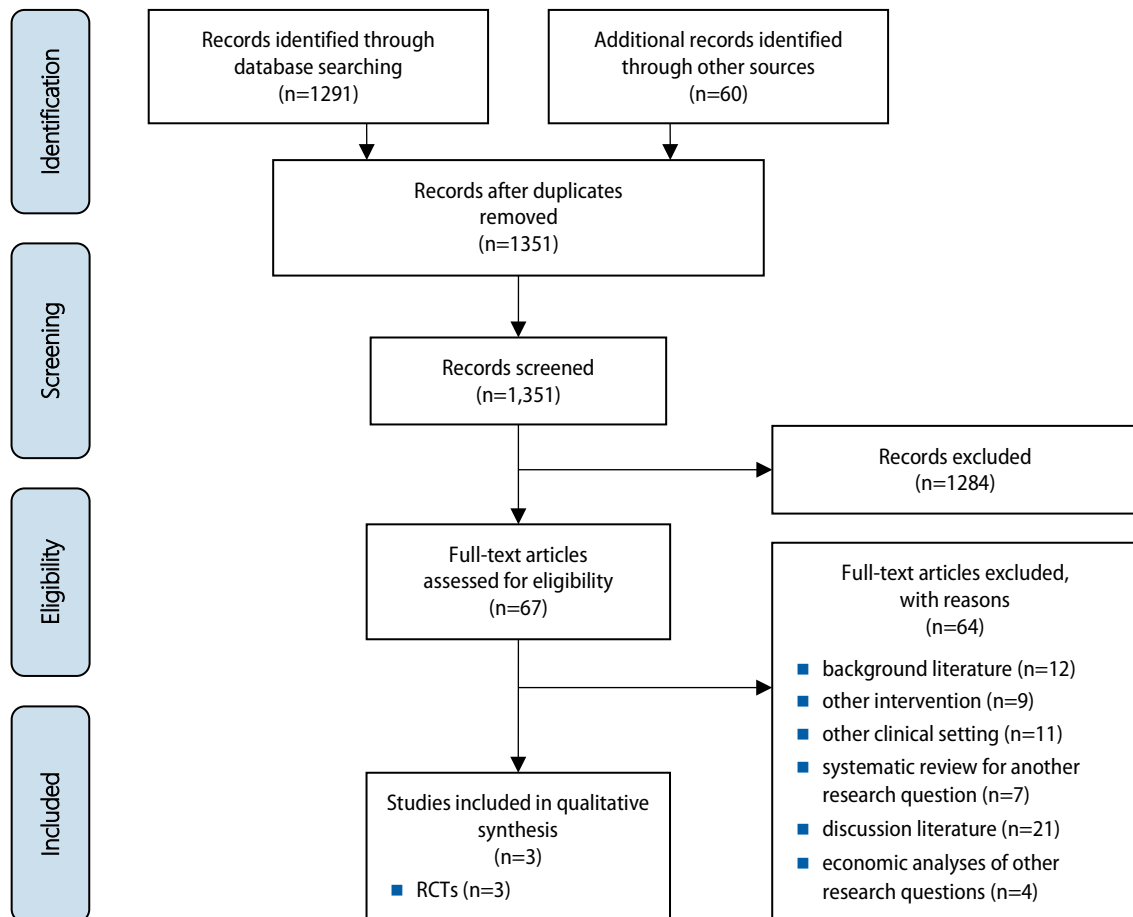 Identification
Records identified through
database searching
(n=1291)
Additional records identified
through other sources
(n=60)
Records after duplicates
removed
(n=1351)
Screening
Records screened
(n=1,351)
Records excluded
(n=1284)
Eligibility
Full-text articles
assessed for eligibility
(n=67)
Full-text articles excluded,
with reasons
(n=64)
background literature (n=12)
other intervention (n=9)
other clinical setting (n=11)
systematic review for another
research question (n=7)
discussion literature (n=21)
economic analyses of other
research questions (n=4)
Included
Studies included in qualitative
synthesis
(n=3)
RCTs (n=3)